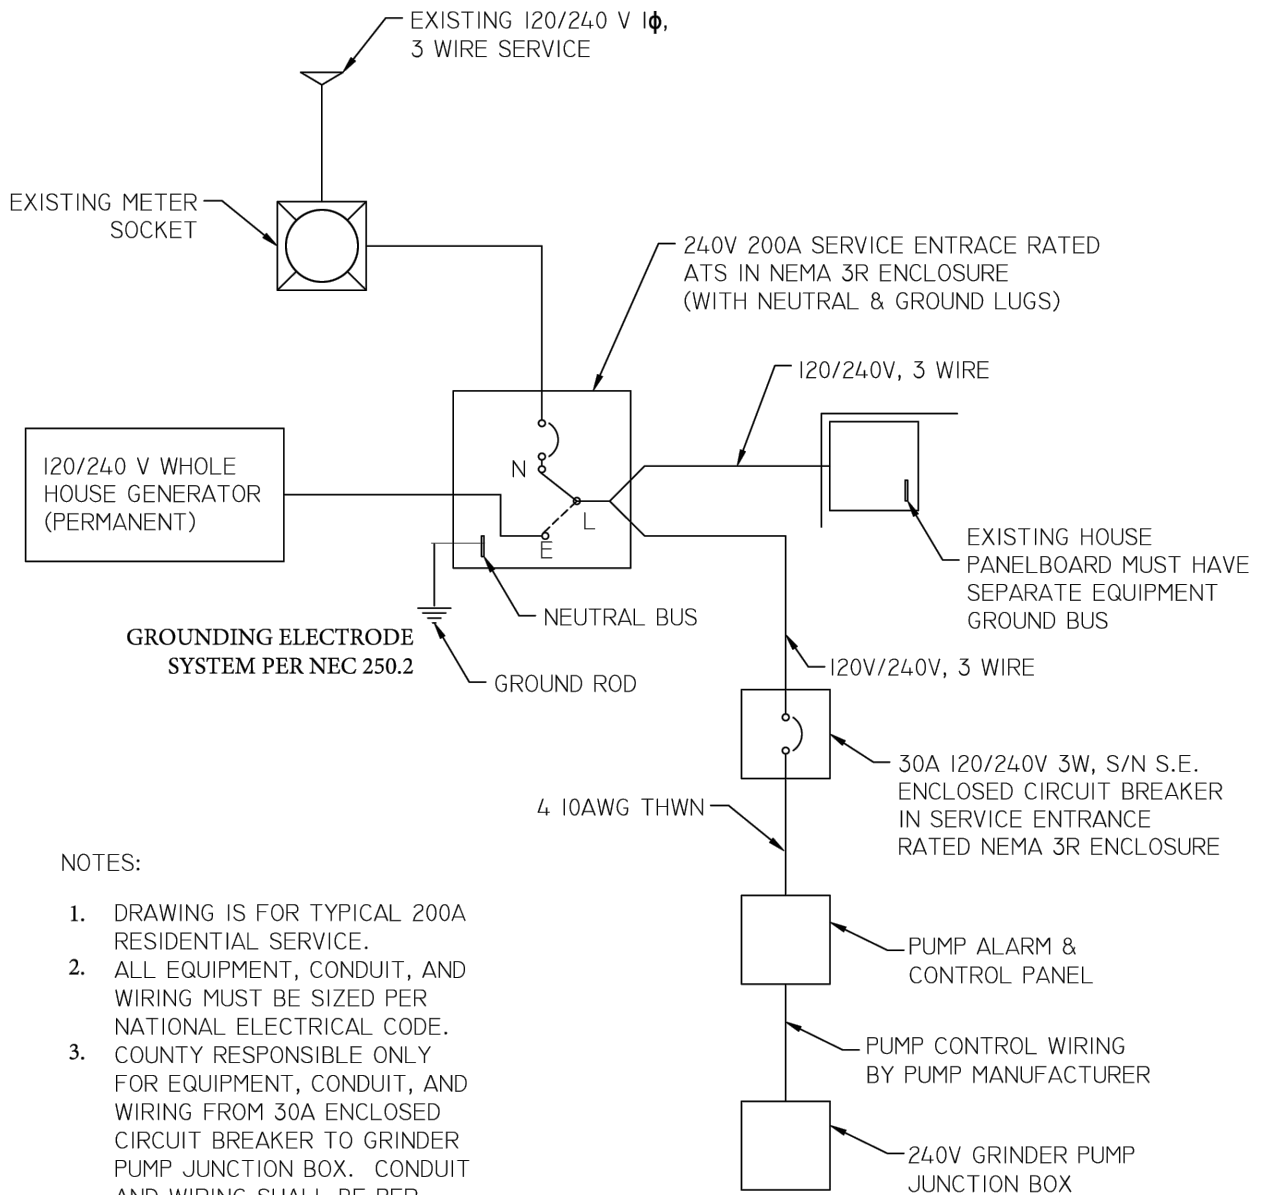 EXISTING 120/240 V 1ϕ,
3 WIRE SERVICE
EXISTING METER
SOCKET
240V 200A SERVICE ENTRACE RATED
ATS IN NEMA 3R ENCLOSURE
(WITH NEUTRAL & GROUND LUGS)
120/240V, 3 WIRE
120/240 V WHOLE
HOUSE GENERATOR
(PERMANENT)
N
L
E
EXISTING HOUSE
PANELBOARD MUST HAVE
SEPARATE EQUIPMENT
GROUND BUS
NEUTRAL BUS
GROUNDING ELECTRODE
SYSTEM PER NEC 250.2
GROUND ROD
120V/240V, 3 WIRE
30A 120/240V 3W, S/N S.E.
ENCLOSED CIRCUIT BREAKER
IN SERVICE ENTRANCE
RATED NEMA 3R ENCLOSURE
4 10AWG THWN
PUMP ALARM &
CONTROL PANEL
PUMP CONTROL WIRING
BY PUMP MANUFACTURER
240V GRINDER PUMP
JUNCTION BOX
NOTES:
1. DRAWING IS FOR TYPICAL 200A
RESIDENTIAL SERVICE.
2. ALL EQUIPMENT, CONDUIT, AND
WIRING MUST BE SIZED PER
NATIONAL ELECTRICAL CODE.
3. COUNTY RESPONSIBLE ONLY
FOR EQUIPMENT, CONDUIT, AND
WIRING FROM 30A ENCLOSED
CIRCUIT BREAKER TO GRINDER
PUMP JUNCTION BOX. CONDUIT
AND WIRING SHALL BE PER